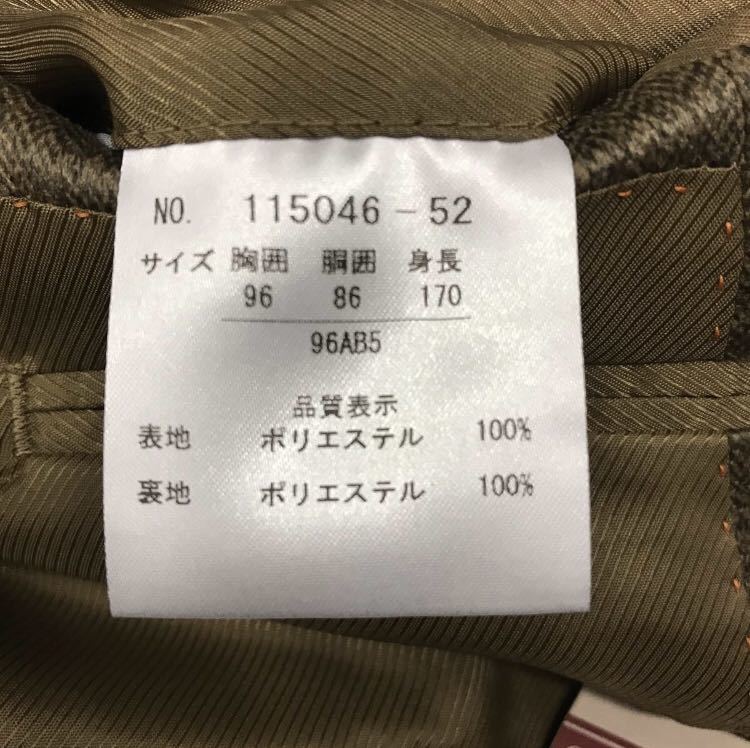 NO. 115046-52
サイズ 胸囲 胴囲 身長
96 86 170
96AB5
品質表示
表地 ポリエステル 100%
裏地 ポリエステル 100%